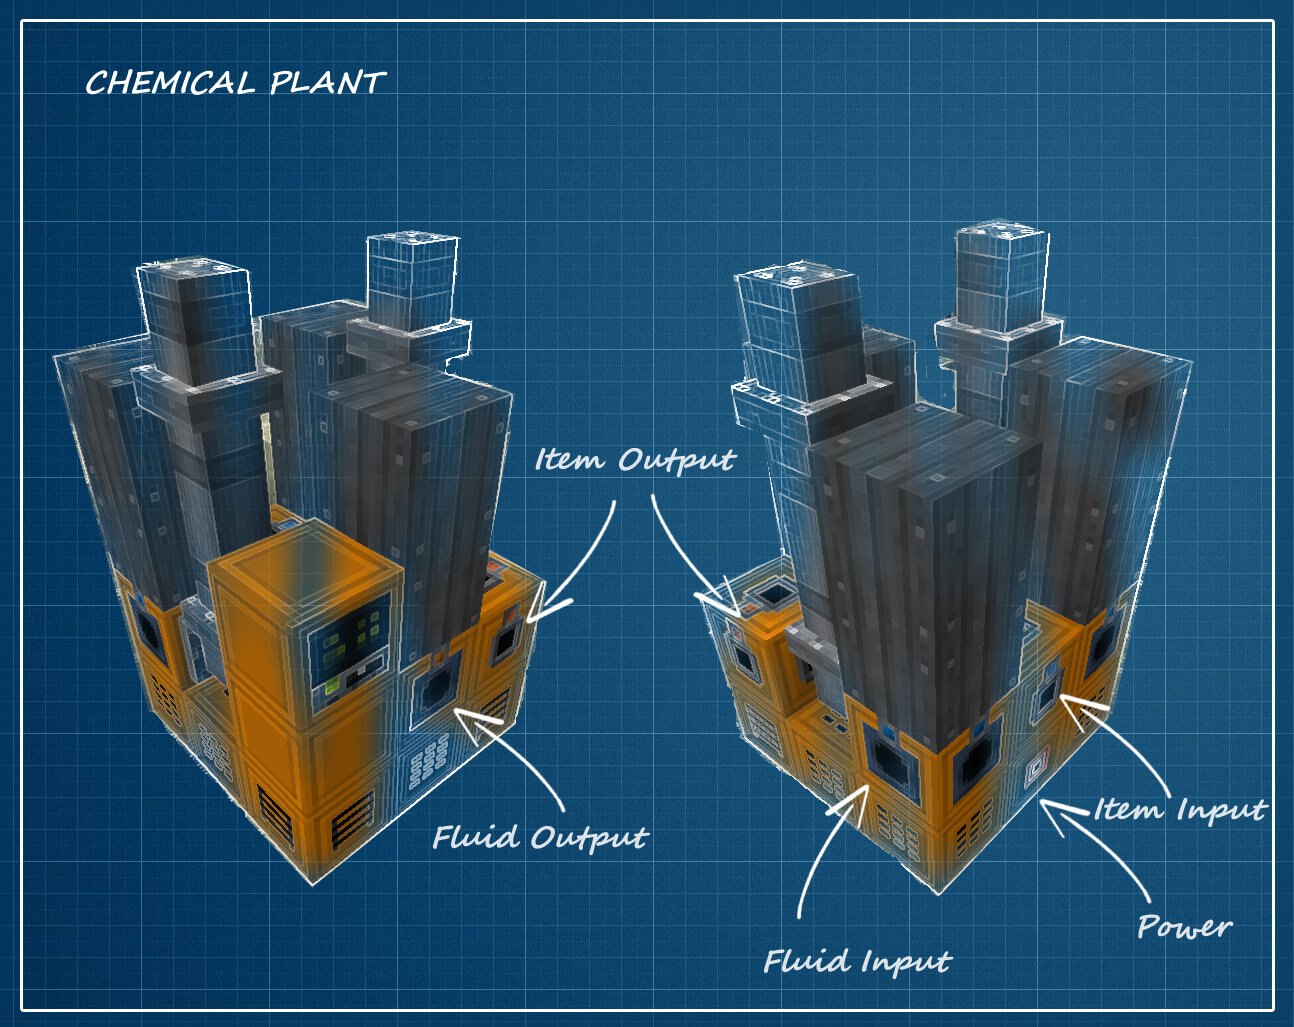 CHEMICAL PLANT
Item Output
Fluid Output
Item Input
Power
Fluid Input